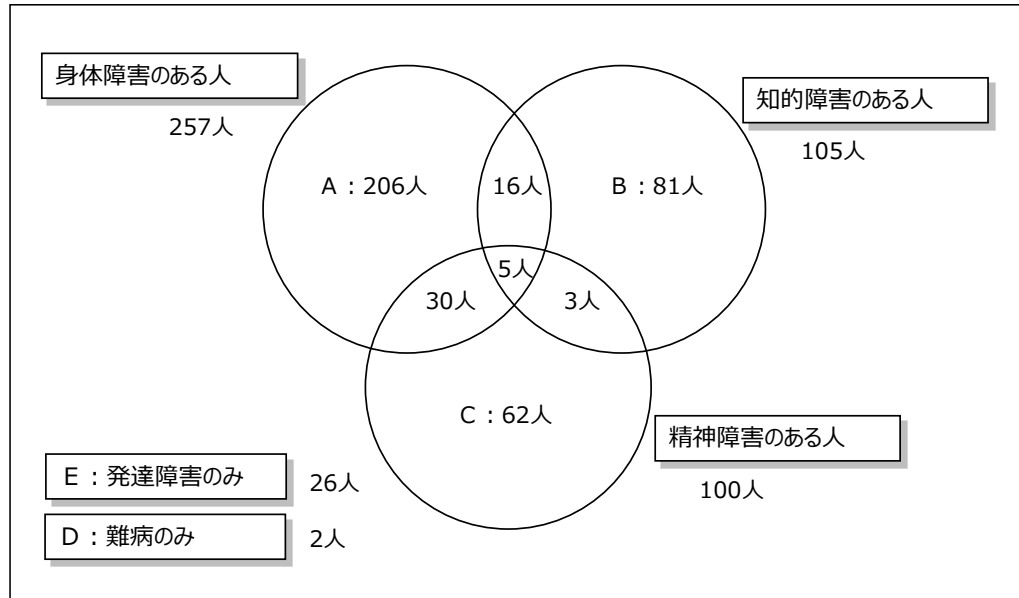 身体障害のある人
257人
知的障害のある人
105人
A：206人
16人
B：81人
5人
30人
3人
C：62人
精神障害のある人
100人
E：発達障害のみ
26人
D：難病のみ
2人